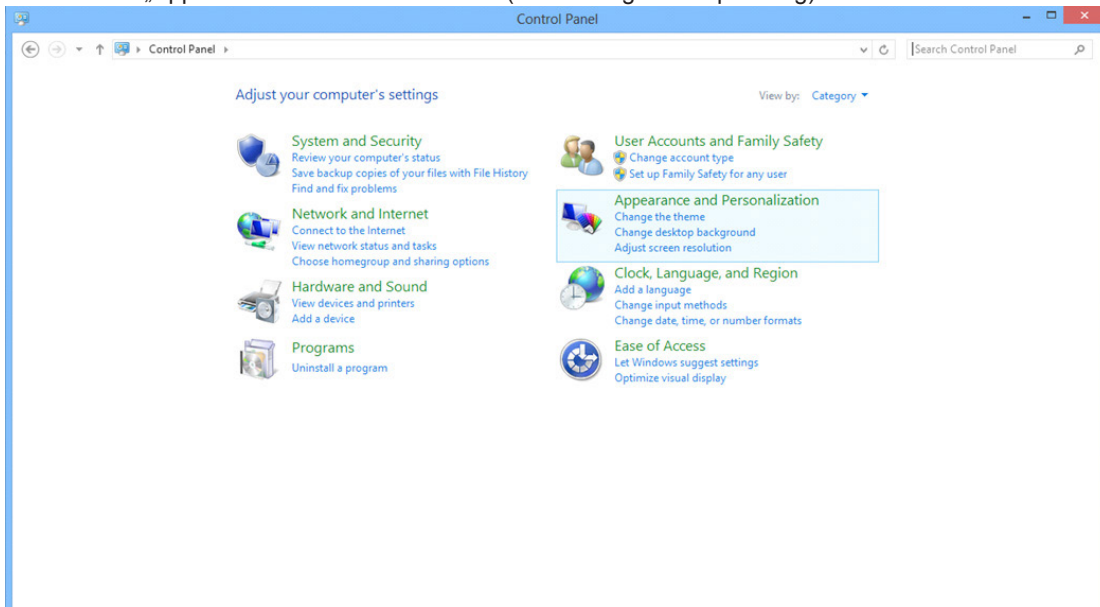 Control Panel
Control Panel
Search Control Panel
Adjust your computer's settings
View by: Category
System and Security
Review your computer's status
Save backup copies of your files with File History
Find and fix problems
Network and Internet
Connect to the Internet
View network status and tasks
Choose homegroup and sharing options
Hardware and Sound
View devices and printers
Add a device
Programs
Uninstall a program
User Accounts and Family Safety
Change account type
Set up Family Safety for any user
Appearance and Personalization
Change the theme
Change desktop background
Adjust screen resolution
Clock, Language, and Region
Add a language
Change input methods
Change date, time, or number formats
Ease of Access
Let Windows suggest settings
Optimize visual display